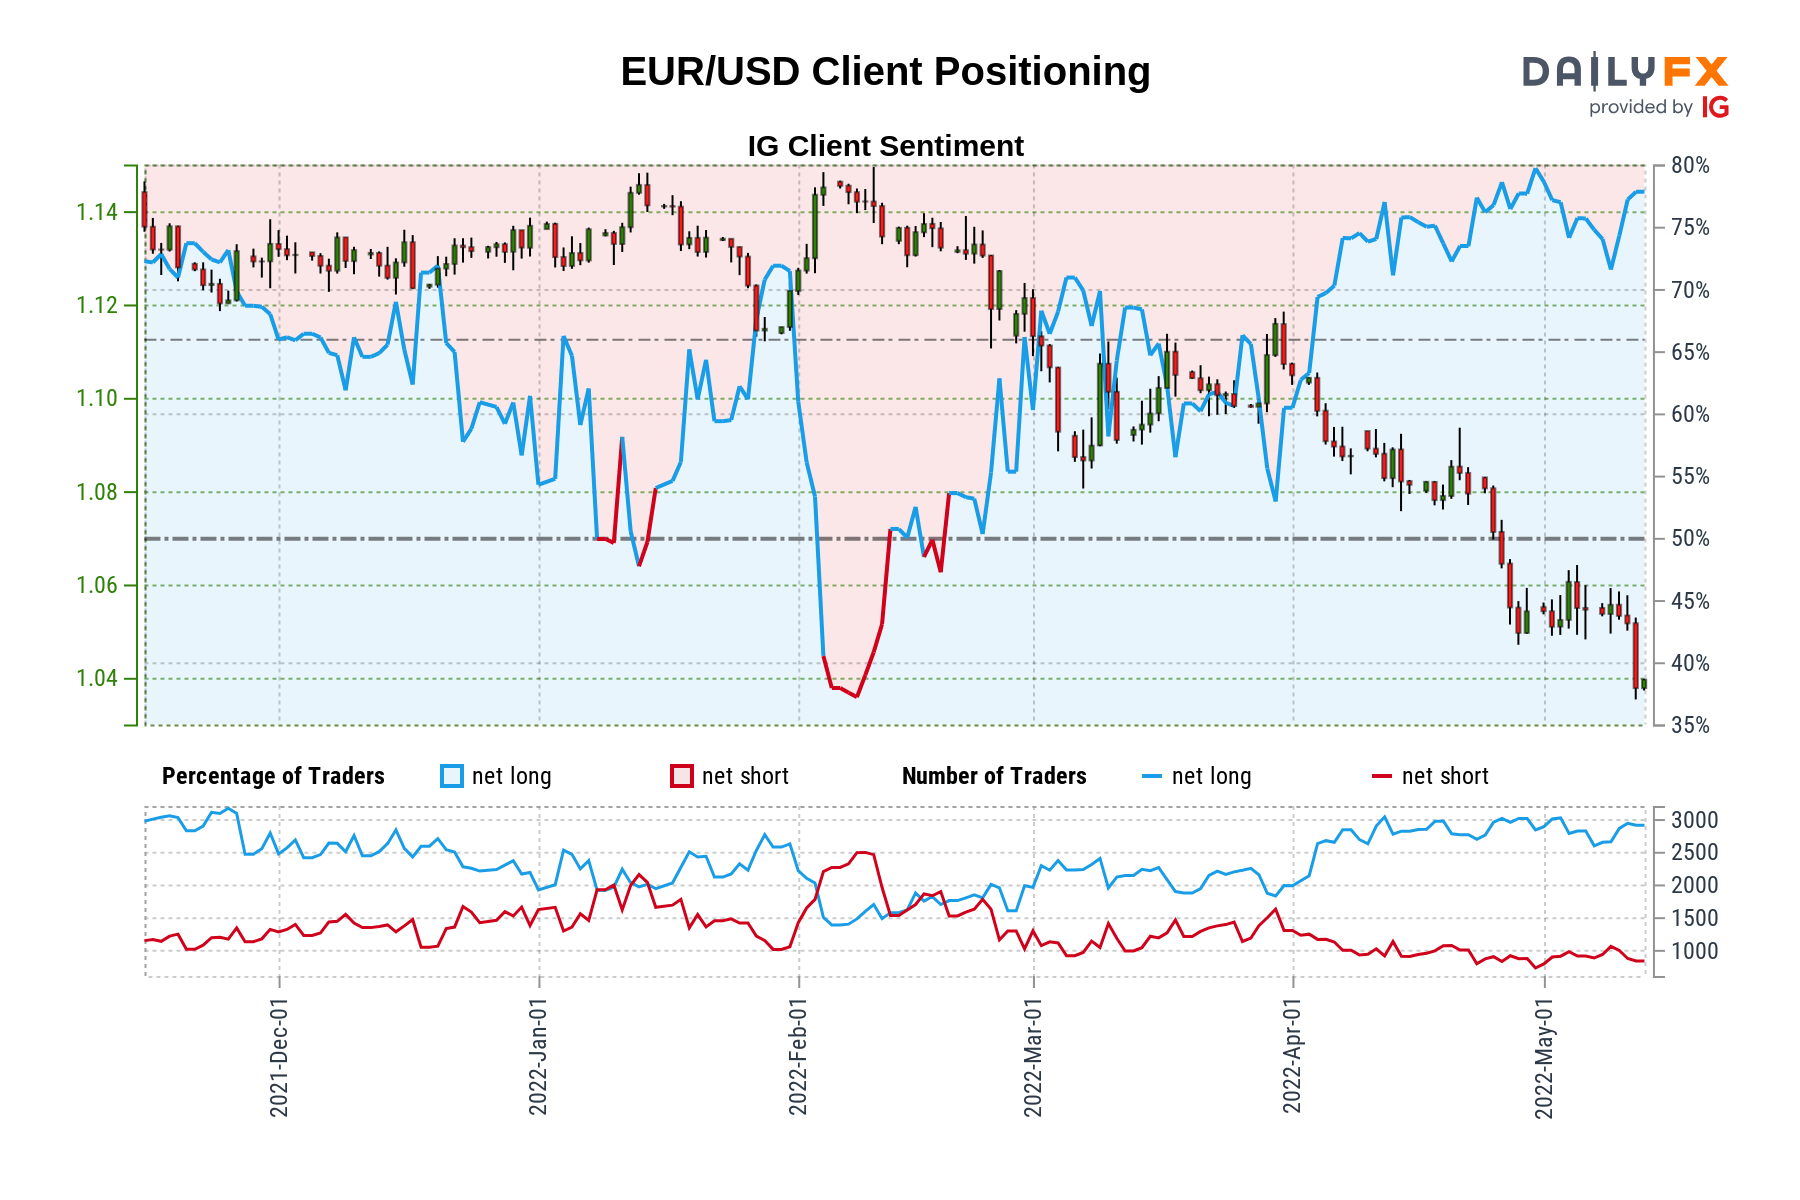 EUR/USD Client Positioning
DAILYFX
provided by IG
IG Client Sentiment
1.14
1.12
1.10
1.08
1.06
1.04
80%
75%
70%
65%
60%
55%
50%
45%
40%
35%
Percentage of Traders net long net short Number of Traders net long net short
3000
2500
2000
1500
1000
2021-Dec-01
2022-Jan-01
2022-Feb-01
2022-Mar-01
2022-Apr-01
2022-May-01